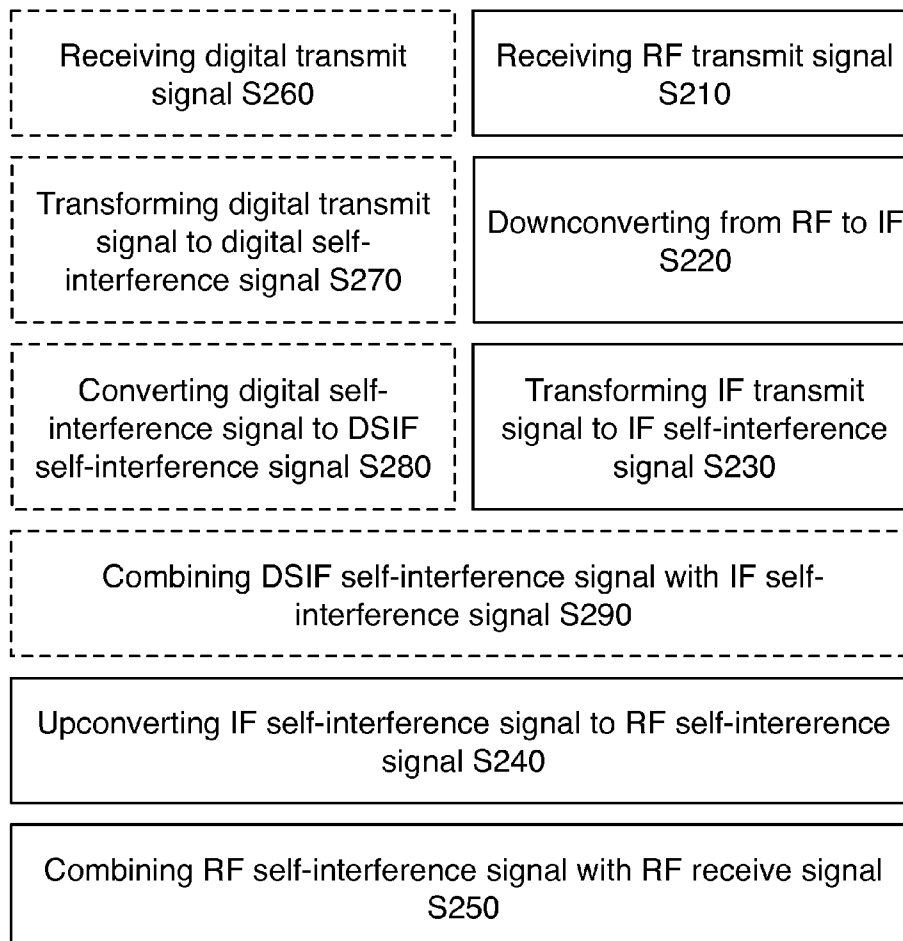 Receiving digital transmit
signal S260
Receiving RF transmit signal
S210
Transforming digital transmit
signal to digital self-
interference signal S270
Downconverting from RF to IF
S220
Converting digital self-
interference signal to DSIF
self-interference signal S280
Transforming IF transmit
signal to IF self-interference
signal S230
Combining DSIF self-interference signal with IF self-
interference signal S290
Upconverting IF self-interference signal to RF self-intererence
signal S240
Combining RF self-interference signal with RF receive signal
S250